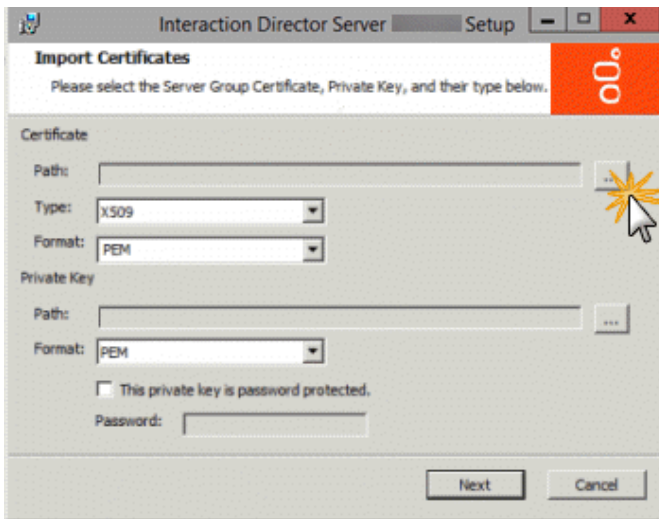 Interaction Director Server Setup
Import Certificates
Please select the Server Group Certificate, Private Key, and their type below.
Certificate
Path:
...
Type: X509
Format: PEM
Private Key
Path:
...
Format: PEM
This private key is password protected.
Password:
Next Cancel